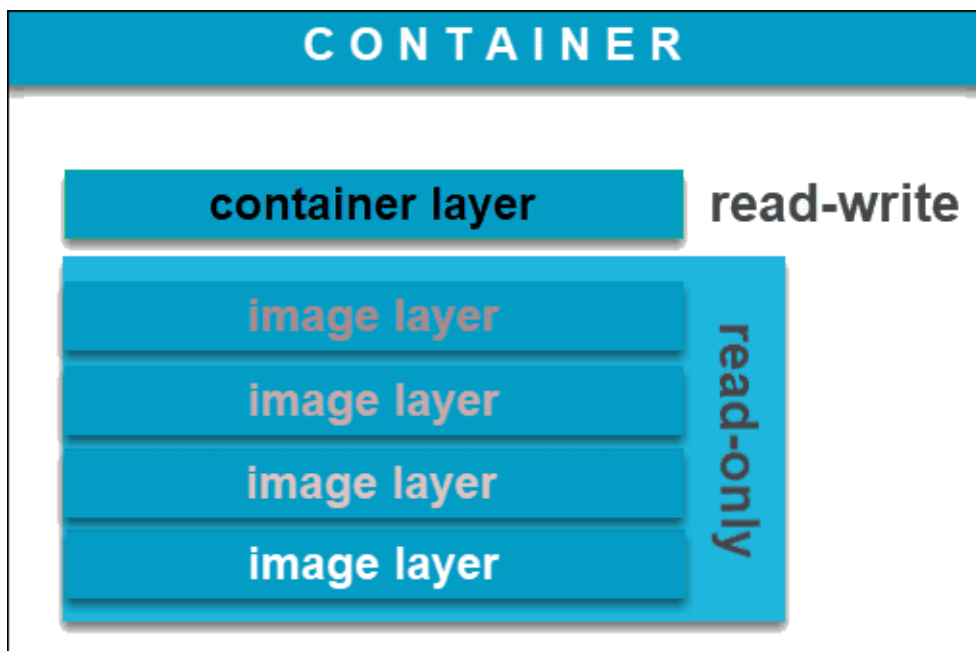 CONTAINER
container layer
read-write
image layer
image layer
image layer
image layer
read-only